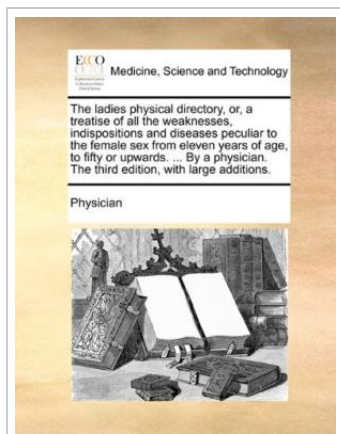 ECCO
Medicine, Science and Technology
The ladies physical directory, or, a
treatise of all the weaknesses,
indispositions and diseases peculiar to
the female sex from eleven years of age,
to fifty or upwards. ... By a physician.
The third edition, with large additions.
Physician